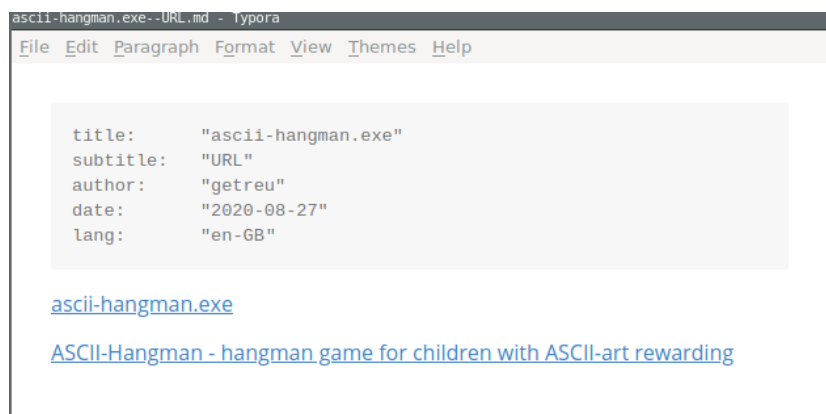 ascii-hangman.exe--URL.md - Typora
File Edit Paragraph Format View Themes Help
title: "ascii-hangman.exe"
subtitle: "URL"
author: "getreu"
date: "2020-08-27"
lang: "en-GB"
ascii-hangman.exe
ASCII-Hangman - hangman game for children with ASCII-art rewarding